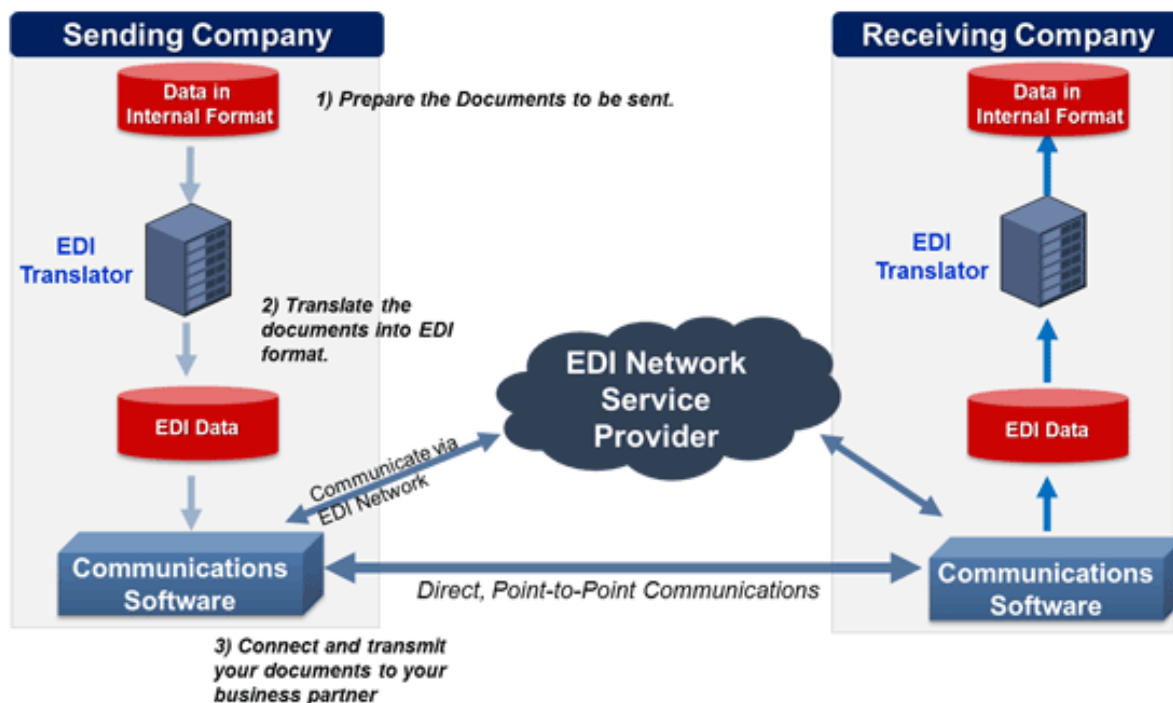 Sending Company
Data in
Internal Format
1) Prepare the Documents to be sent.
EDI
Translator
2) Translate the
documents into EDI
format.
EDI Data
Communicate via
EDI Network
Communications
Software
3) Connect and transmit
your documents to your
business partner
EDI Network
Service
Provider
Direct, Point-to-Point Communications
Receiving Company
Data in
Internal Format
EDI
Translator
EDI Data
Communications
Software